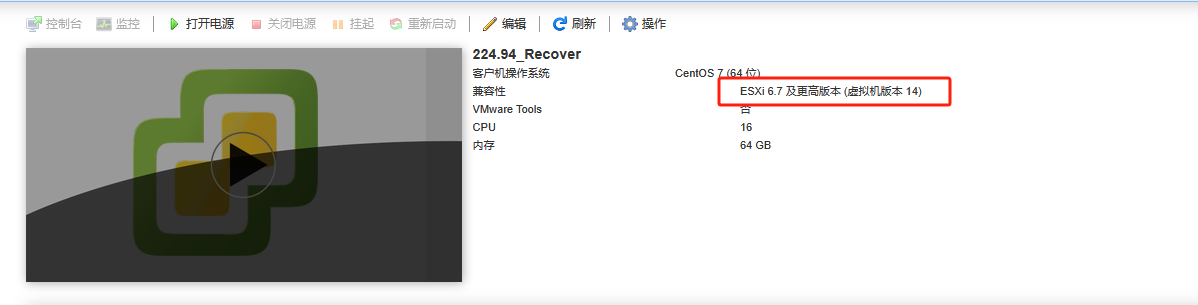 控制台 监控 打开电源 关闭电源 挂起 重新启动 编辑 刷新 操作
224.94_Recover
客户机操作系统 CentOS 7 (64 位)
兼容性 ESXi 6.7 及更高版本 (虚拟机版本 14)
VMware Tools 否
CPU 16
内存 64 GB